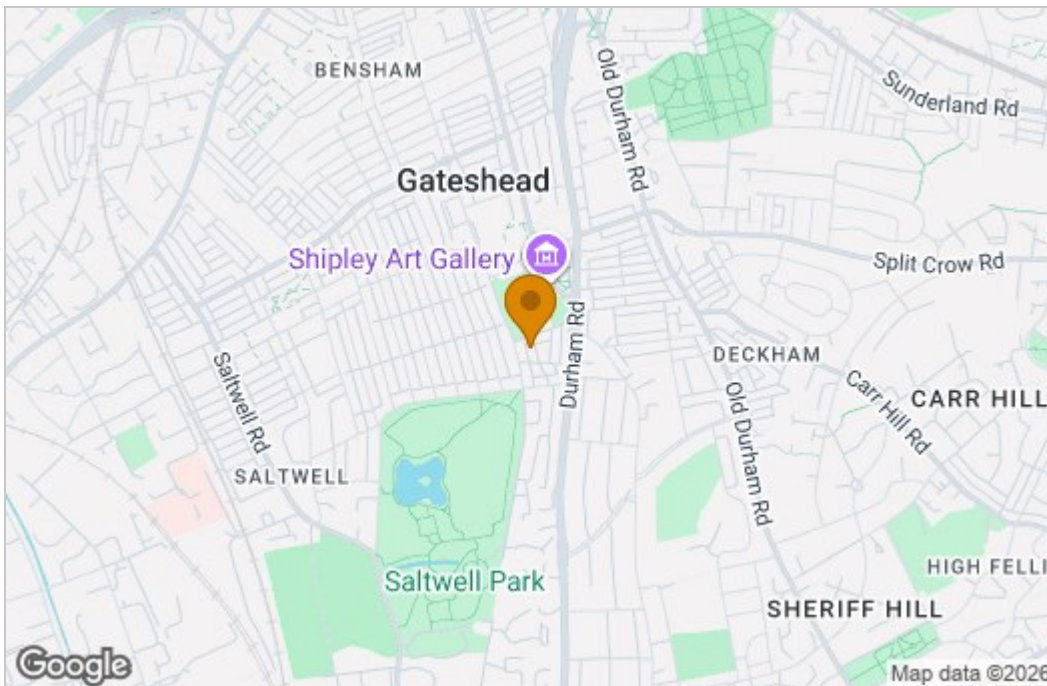 BENSHAM
Old Durham Rd
Sunderland Rd
Gateshead
Shipley Art Gallery
Split Crow Rd
Durham Rd
DECKHAM
Saltwell Rd
Old Durham Rd
Carr Hill Rd
CARR HILL
SALTWELL
HIGH FELLI
Saltwell Park
SHERIFF HILL
Google
Map data ©2026